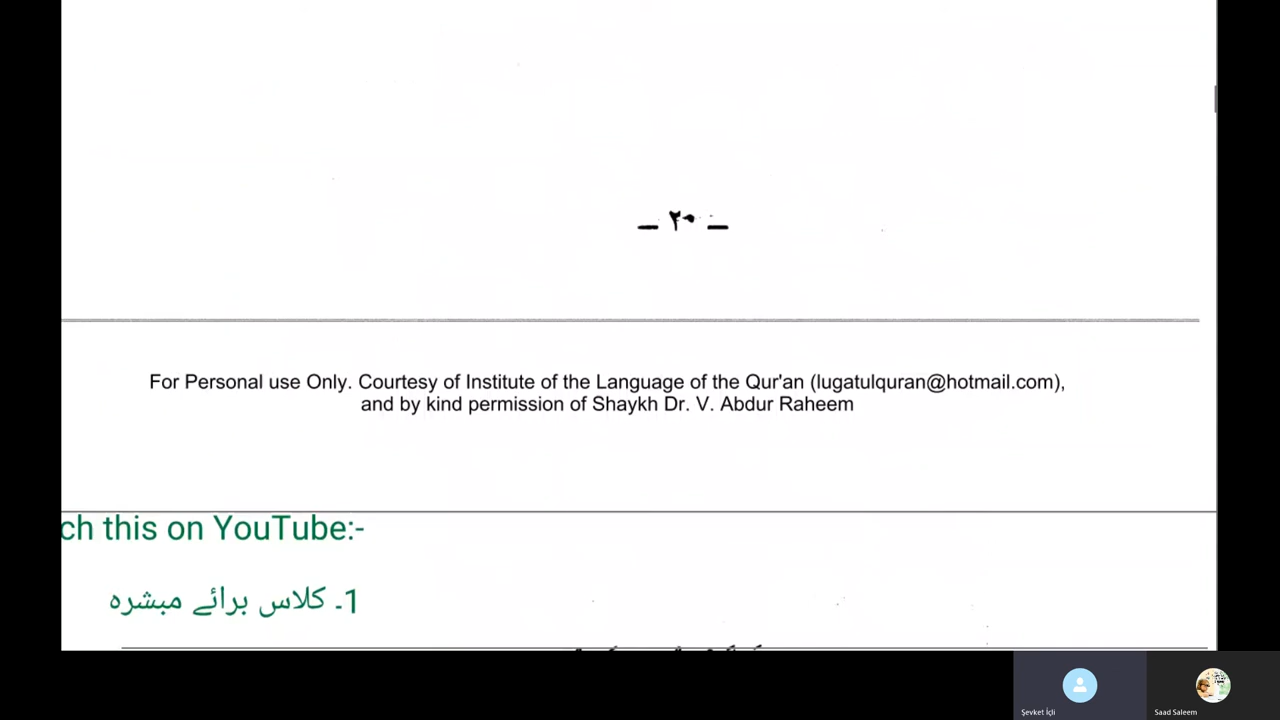 – ٢٠ –
For Personal use Only. Courtesy of Institute of the Language of the Qur'an (lugatulquran@hotmail.com),
and by kind permission of Shaykh Dr. V. Abdur Raheem
ch this on YouTube:-
1۔ کلاس برائے مبشرہ
Şevket İçli
Saad Saleem